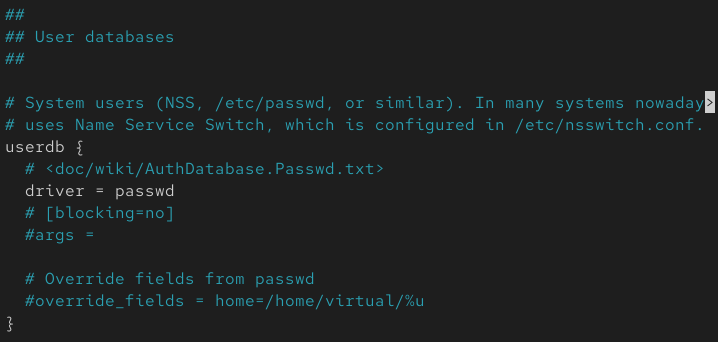 ##
## User databases
##
# System users (NSS, /etc/passwd, or similar). In many systems nowaday>
# uses Name Service Switch, which is configured in /etc/nsswitch.conf.
userdb {
  # <doc/wiki/AuthDatabase.Passwd.txt>
  driver = passwd
  # [blocking=no]
  #args =
  # Override fields from passwd
  #override_fields = home=/home/virtual/%u
}